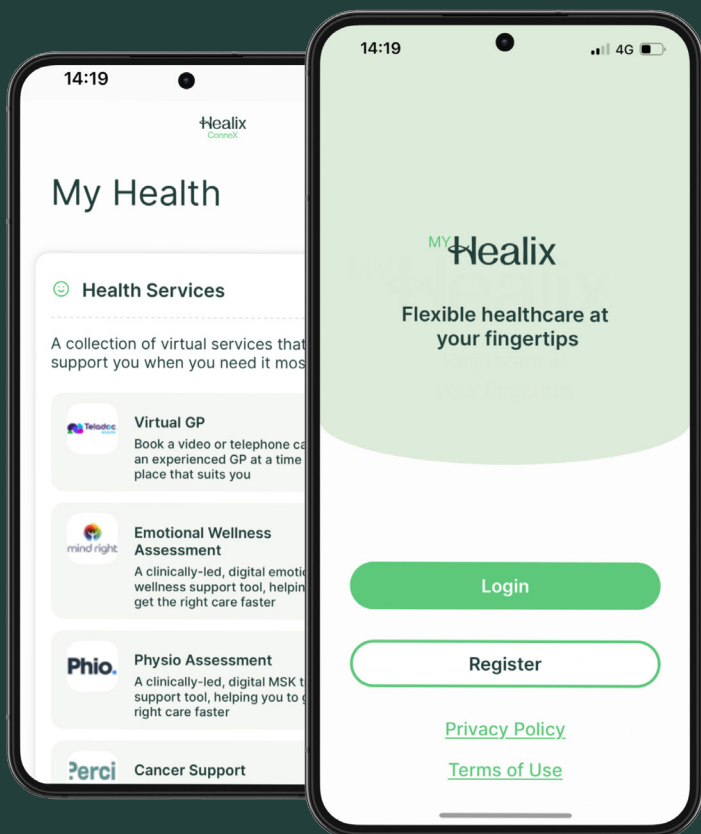 14:19
Healix
ConneX
My Health
Health Services
A collection of virtual services that
support you when you need it mos
Teladoc
HEALTH
Virtual GP
Book a video or telephone ca
an experienced GP at a time
place that suits you
mind right
Emotional Wellness
Assessment
A clinically-led, digital emotio
wellness support tool, helpin
get the right care faster
Phio.
Physio Assessment
A clinically-led, digital MSK t
support tool, helping you to g
right care faster
Perci
Cancer Support
14:19
4G
MY Healix
Flexible healthcare at
your fingertips
Login
Register
Privacy Policy
Terms of Use